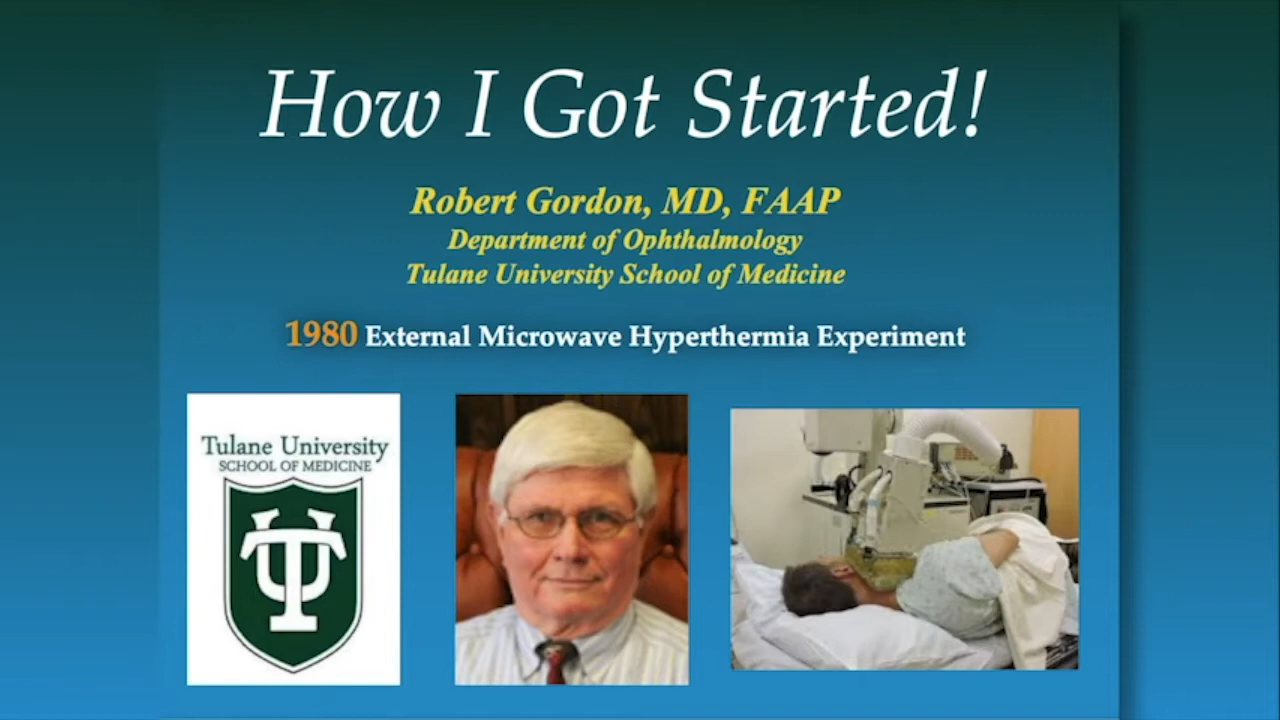 How I Got Started!
Robert Gordon, MD, FAAP
Department of Ophthalmology
Tulane University School of Medicine
1980 External Microwave Hyperthermia Experiment
Tulane University
SCHOOL OF MEDICINE